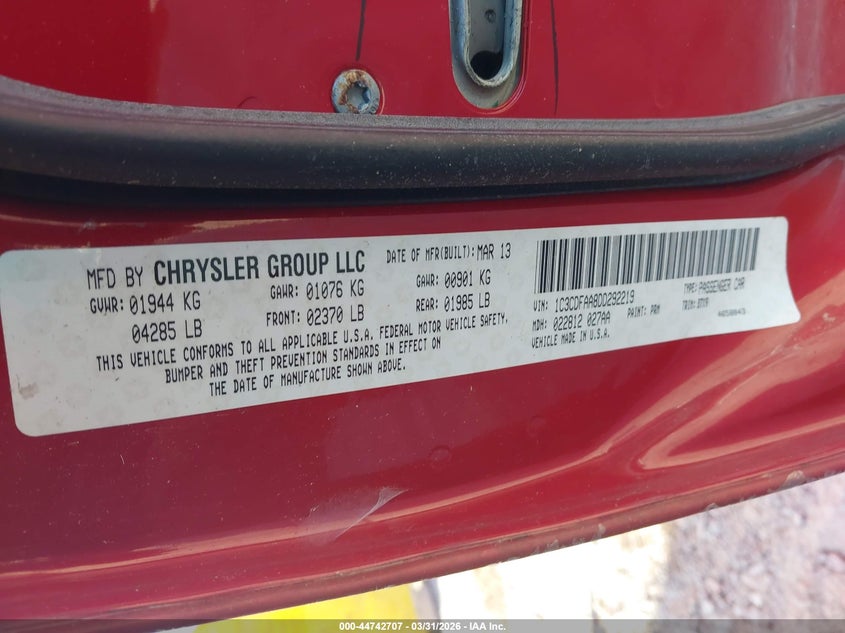 MFD BY CHRYSLER GROUP LLC DATE OF MFR(BUILT): MAR 13
GVWR: 01944 KG GAWR: 01076 KG GAWR: 00901 KG
04285 LB FRONT: 02370 LB REAR: 01985 LB
THIS VEHICLE CONFORMS TO ALL APPLICABLE U.S.A. FEDERAL MOTOR VEHICLE SAFETY,
BUMPER AND THEFT PREVENTION STANDARDS IN EFFECT ON
THE DATE OF MANUFACTURE SHOWN ABOVE.
VIN: 1C3CDFAA8DD292219 TYPE: PASSENGER CAR
MDH: 022812 027AA PAINT: PRM TRIM:
VEHICLE MADE IN U.S.A.
000-44742707 - 03/31/2026 - IAA Inc.